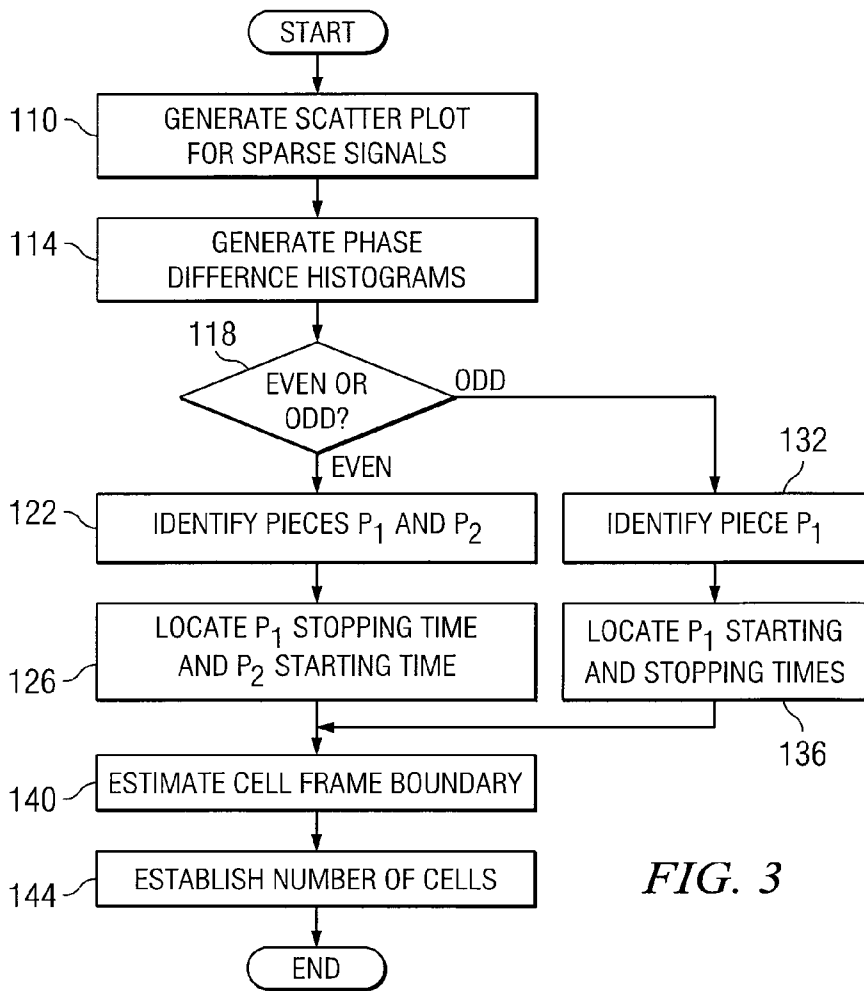 START
110
GENERATE SCATTER PLOT
FOR SPARSE SIGNALS
114
GENERATE PHASE
DIFFERNCE HISTOGRAMS
118
EVEN OR
ODD?
ODD
EVEN
122
IDENTIFY PIECES P1 AND P2
132
IDENTIFY PIECE P1
126
LOCATE P1 STOPPING TIME
AND P2 STARTING TIME
LOCATE P1 STARTING
AND STOPPING TIMES
136
140
ESTIMATE CELL FRAME BOUNDARY
144
ESTABLISH NUMBER OF CELLS
FIG. 3
END